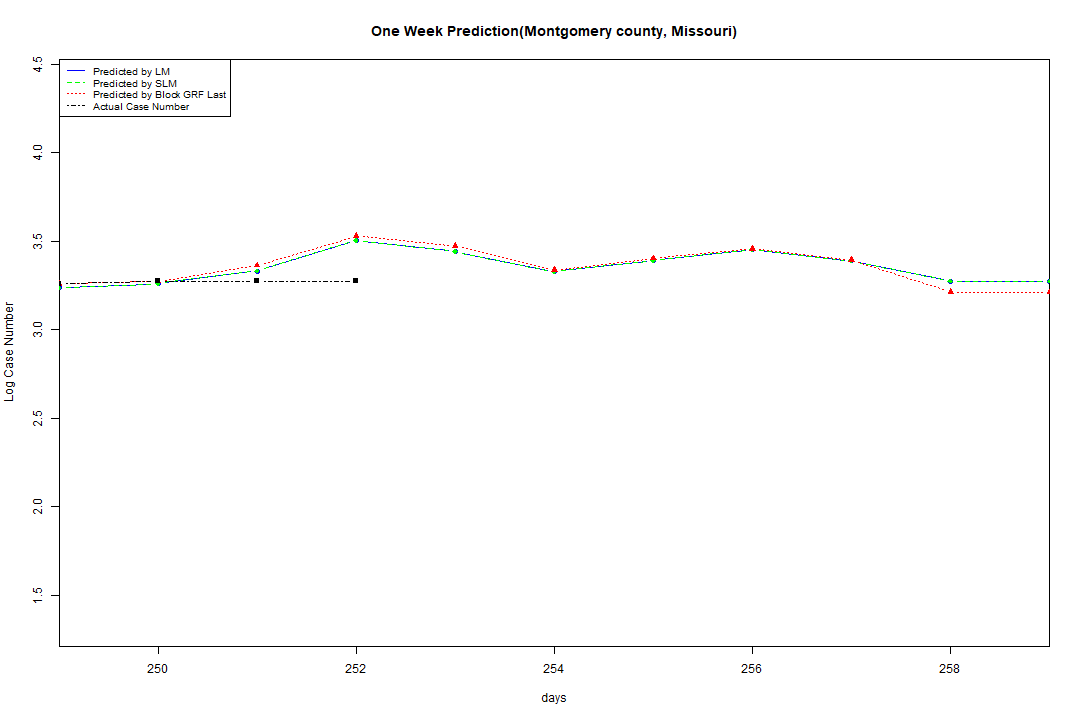 One Week Prediction(Montgomery county, Missouri)
Predicted by LM
Predicted by SLM
Predicted by Block GRF Last
Actual Case Number
Log Case Number
4.5
4.0
3.5
3.0
2.5
2.0
1.5
250
252
254
256
258
days